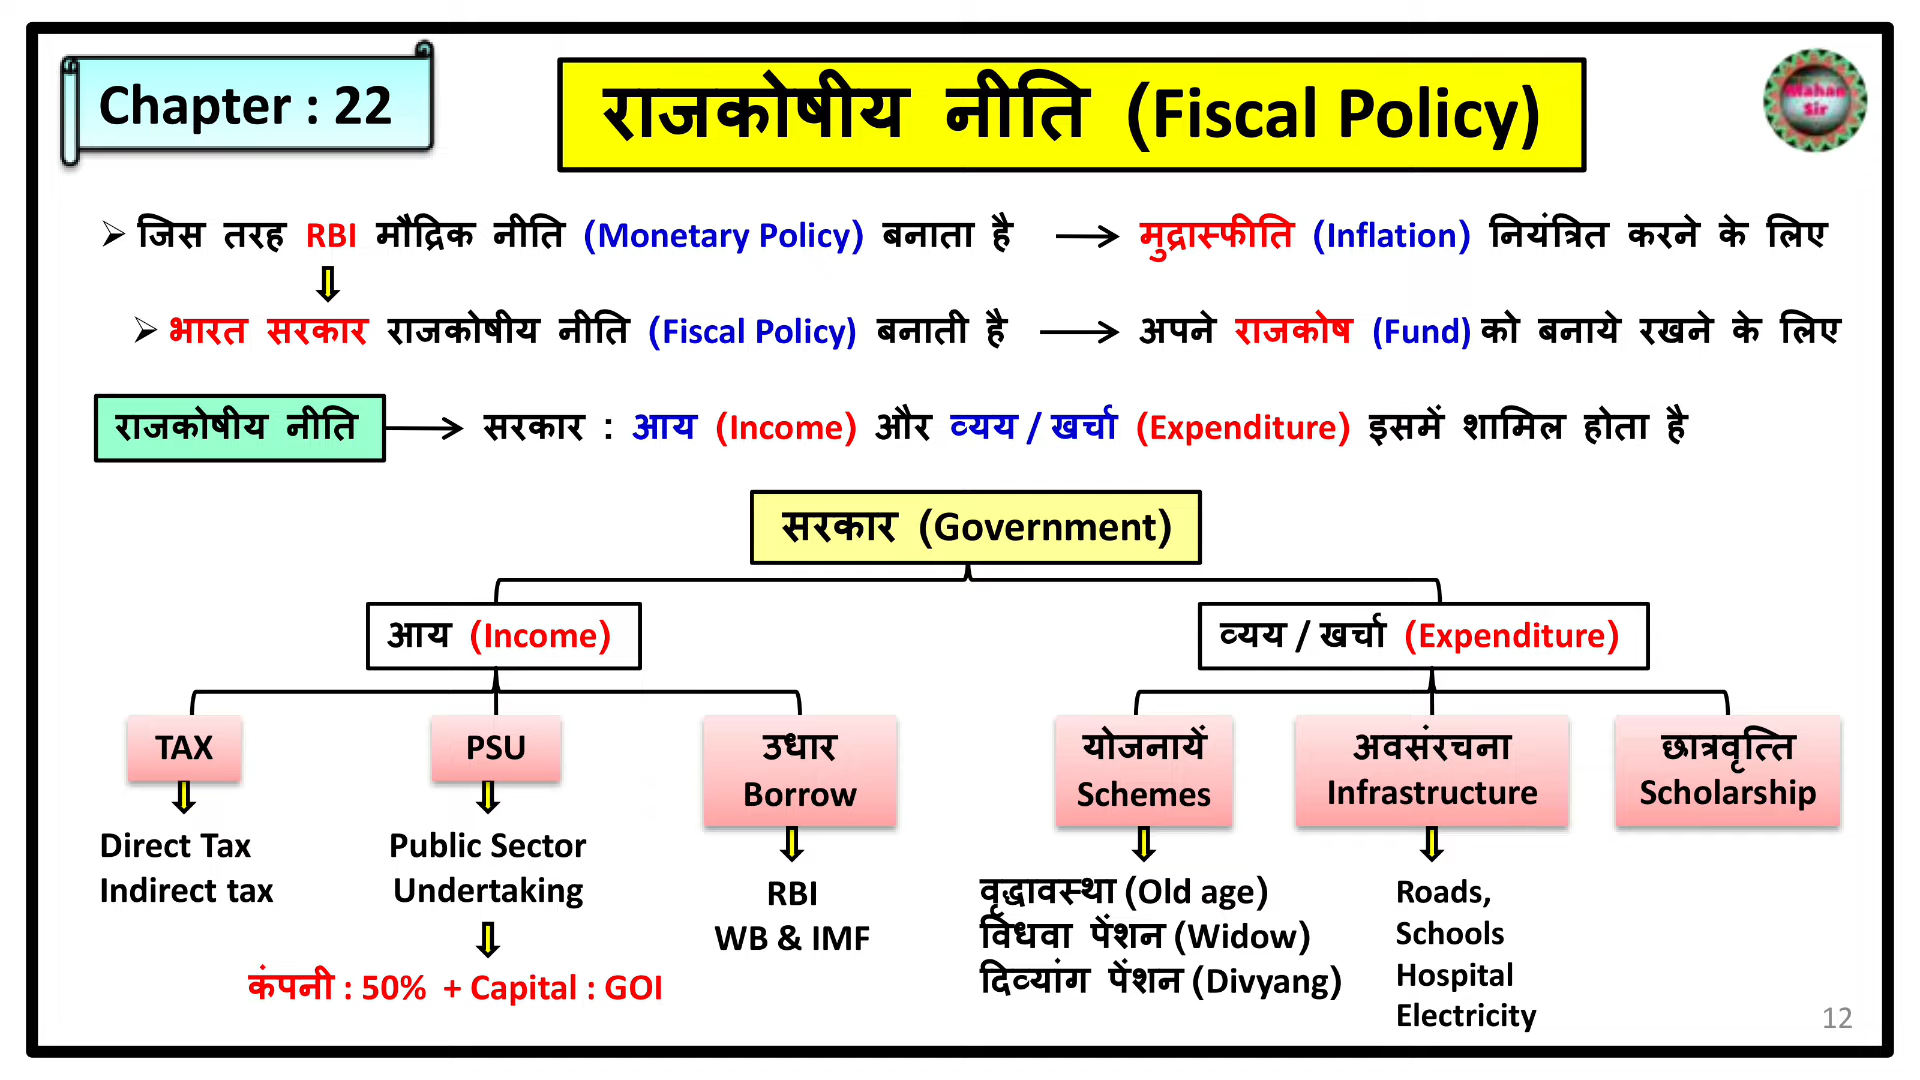 Chapter : 22
राजकोषीय नीति (Fiscal Policy)
Mahan
Sir
जिस तरह RBI मौद्रिक नीति (Monetary Policy) बनाता है → मुद्रास्फीति (Inflation) नियंत्रित करने के लिए
भारत सरकार राजकोषीय नीति (Fiscal Policy) बनाती है → अपने राजकोष (Fund) को बनाये रखने के लिए
राजकोषीय नीति → सरकार : आय (Income) और व्यय / खर्चा (Expenditure) इसमें शामिल होता है
सरकार (Government)
आय (Income)
व्यय / खर्चा (Expenditure)
TAX
Direct Tax
Indirect tax
PSU
Public Sector
Undertaking
कंपनी : 50% + Capital : GOI
उधार
Borrow
RBI
WB & IMF
योजनायें
Schemes
वृद्धावस्था (Old age)
विधवा पेंशन (Widow)
दिव्यांग पेंशन (Divyang)
अवसंरचना
Infrastructure
Roads,
Schools
Hospital
Electricity
छात्रवृत्ति
Scholarship
12